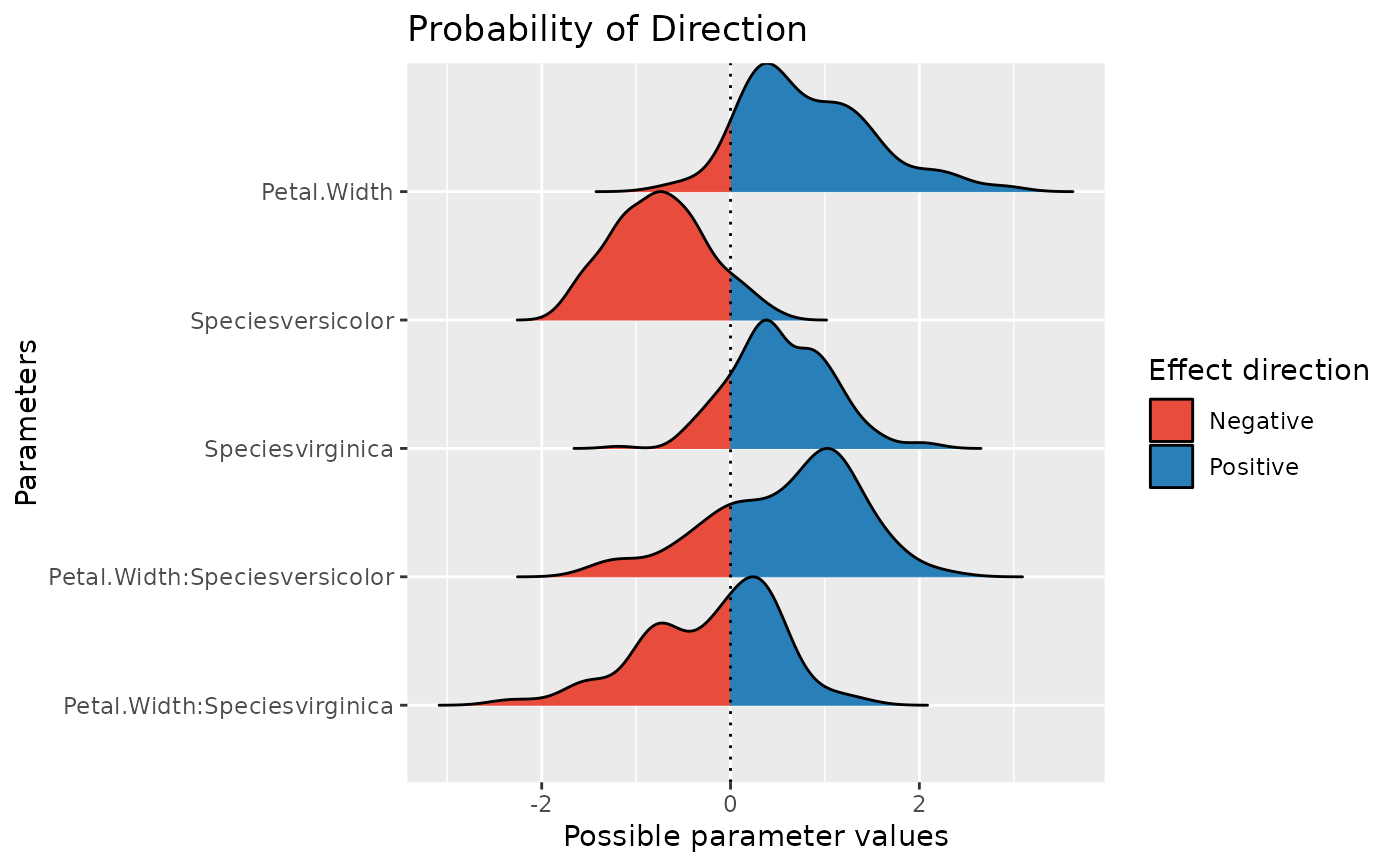 Probability of Direction
Parameters
Petal.Width
Speciesversicolor
Speciesvirginica
Petal.Width:Speciesversicolor
Petal.Width:Speciesvirginica
-2
0
2
Possible parameter values
Effect direction
Negative
Positive